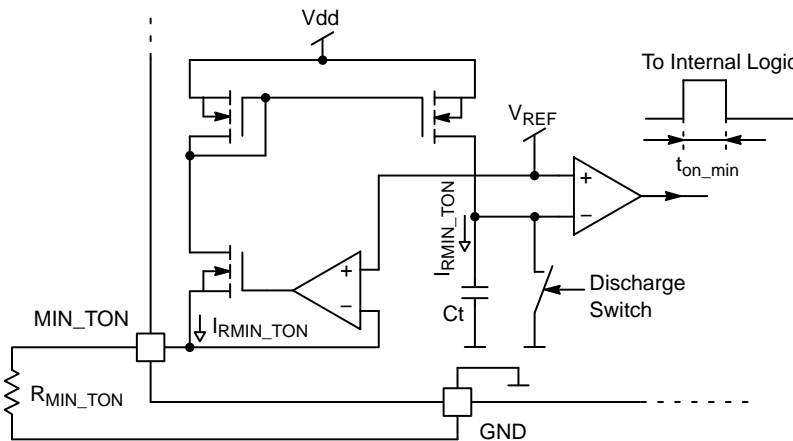 Vdd
To Internal Logic
VREF
ton_min
+
−
IRMIN_TON
+
−
Ct
Discharge
Switch
MIN_TON
IRMIN_TON
RMIN_TON
GND